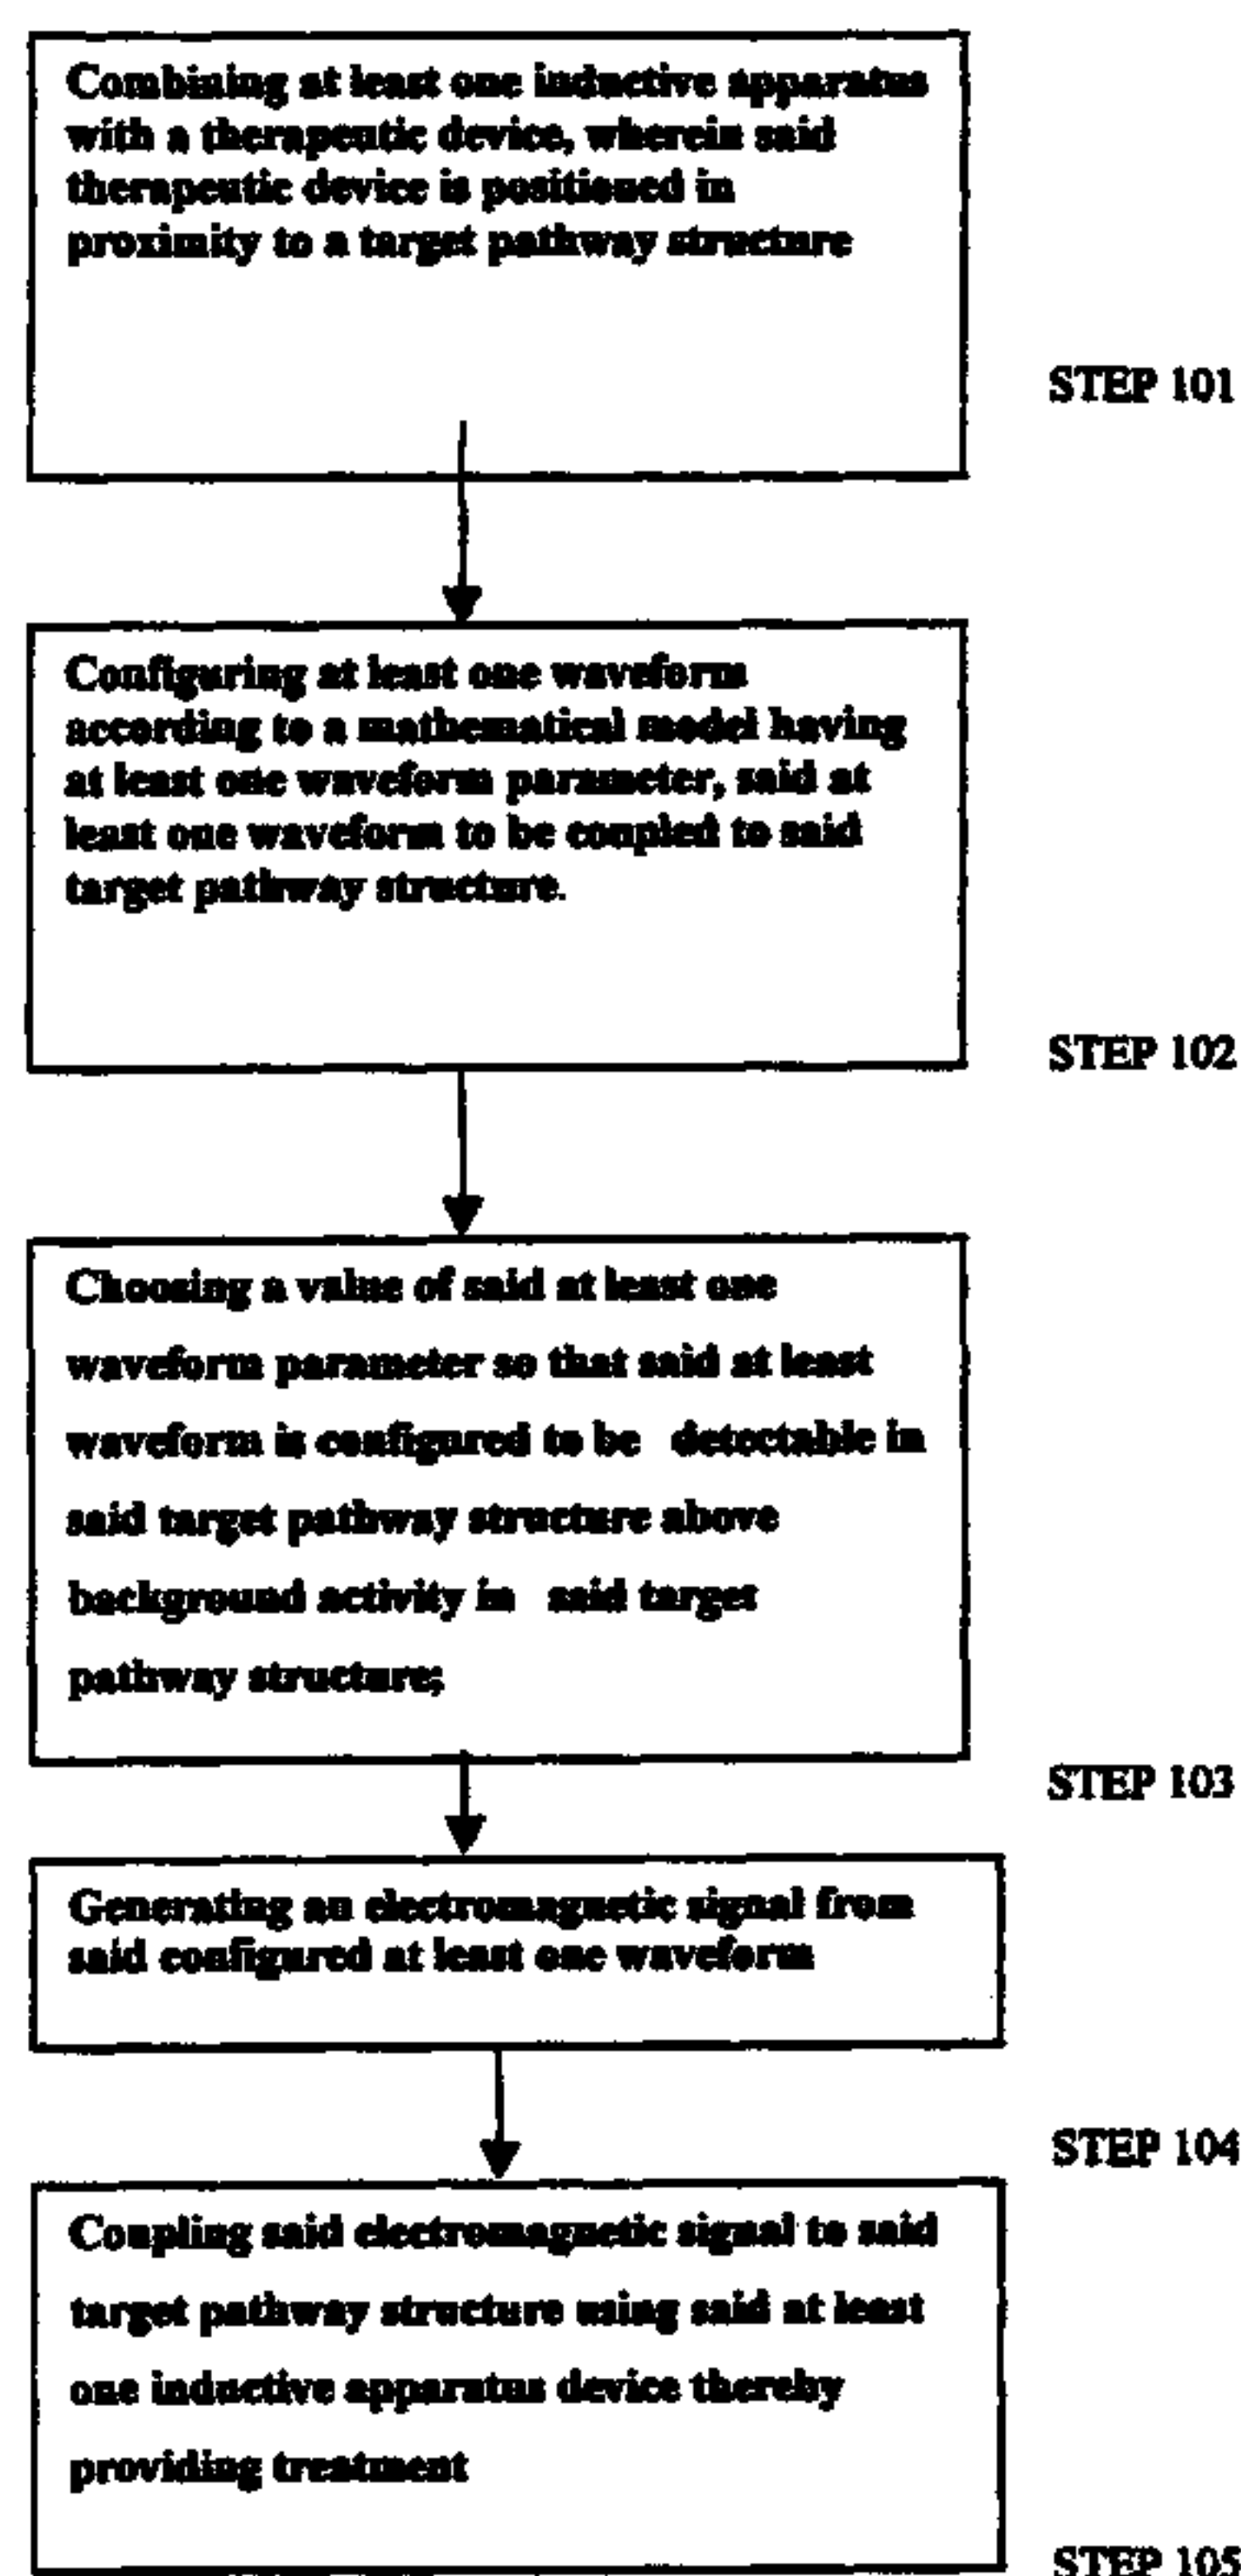 Combining at least one inductive apparatus
with a therapeutic device, wherein said
therapeutic device is positioned in
proximity to a target pathway structure
STEP 101
Configuring at least one waveform
according to a mathematical model having
at least one waveform parameter, said at
least one waveform to be coupled to said
target pathway structure.
STEP 102
Choosing a value of said at least one
waveform parameter so that said at least
waveform is configured to be detectable in
said target pathway structure above
background activity in said target
pathway structure;
STEP 103
Generating an electromagnetic signal from
said configured at least one waveform
STEP 104
Coupling said electromagnetic signal to said
target pathway structure using said at least
one inductive apparatus device thereby
providing treatment
STEP 105